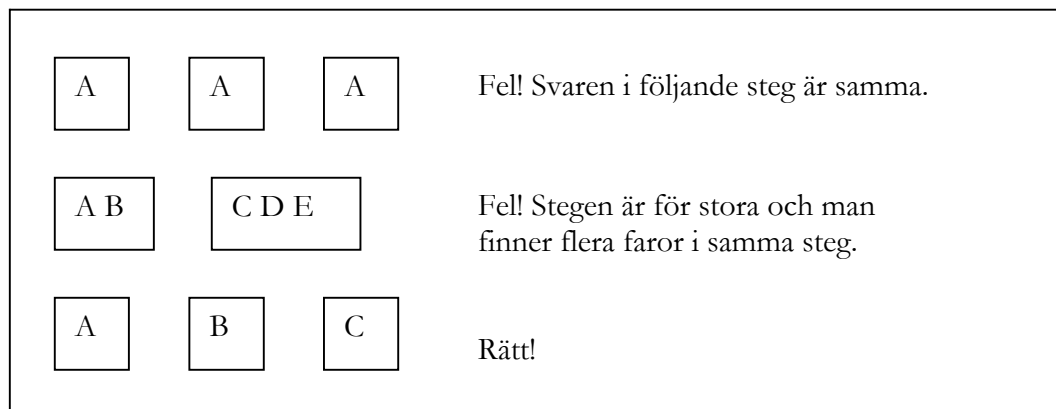 A A A Fel! Svaren i följande steg är samma.
A B C D E Fel! Stegen är för stora och man
finner flera faror i samma steg.
A B C
Rätt!